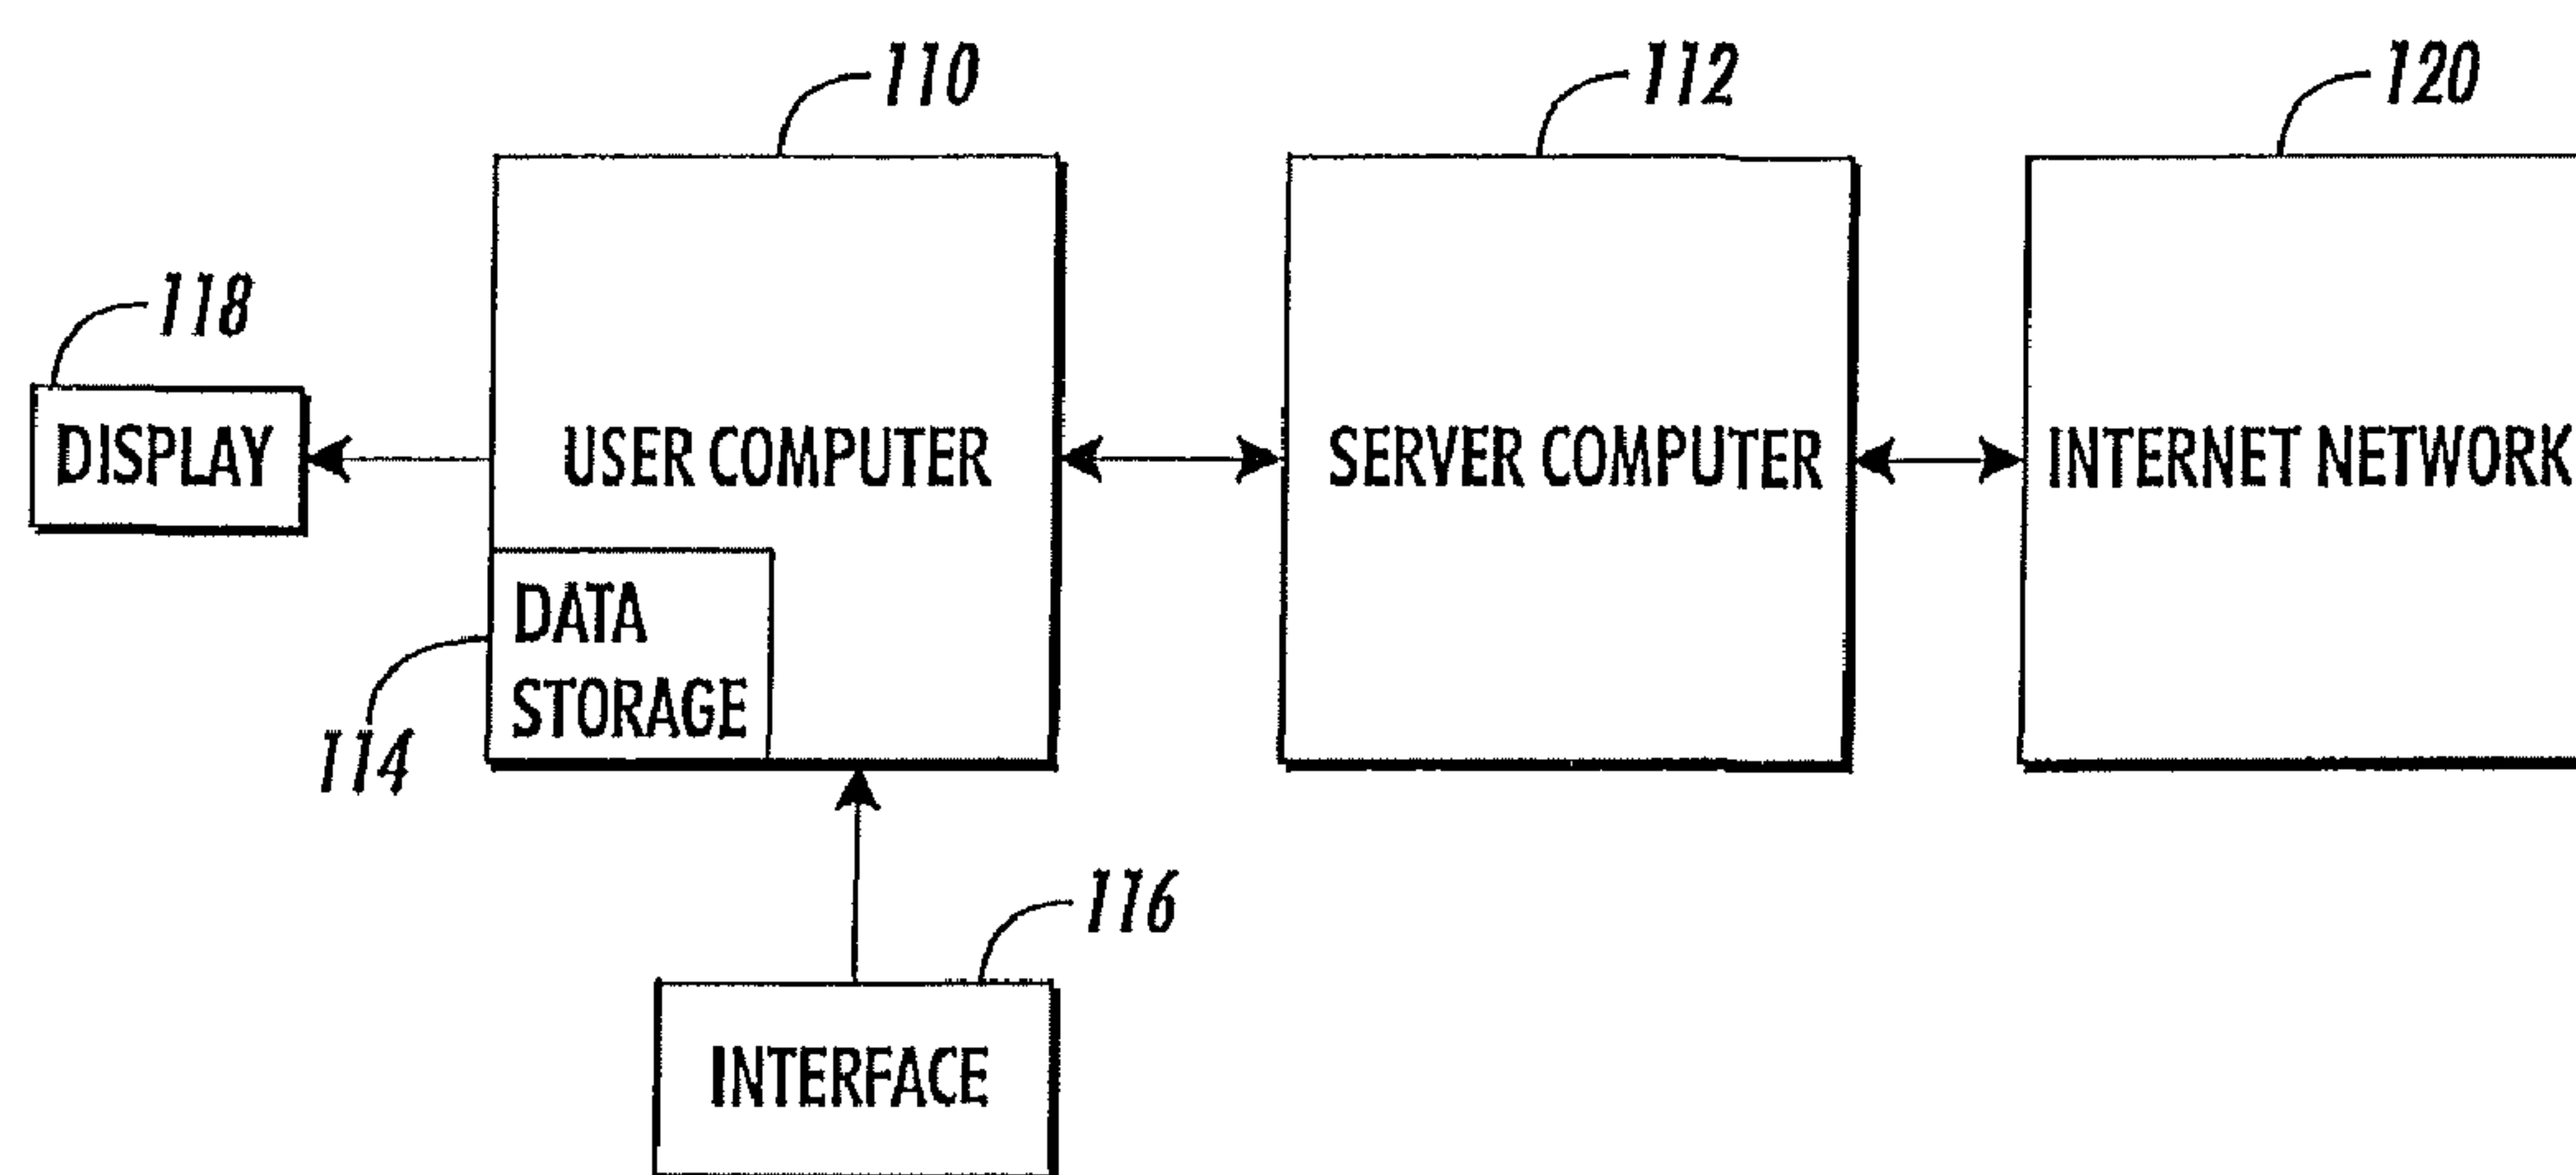 110
112
120
118
DISPLAY
USER COMPUTER
SERVER COMPUTER
INTERNET NETWORK
DATA
STORAGE
114
116
INTERFACE